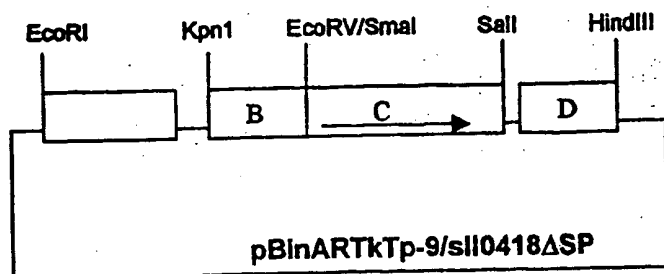 EcoRI Kpn1 EcoRV/SmaI SalI HindIII
B C D
pBinARTkTp-9/sll0418ΔSP